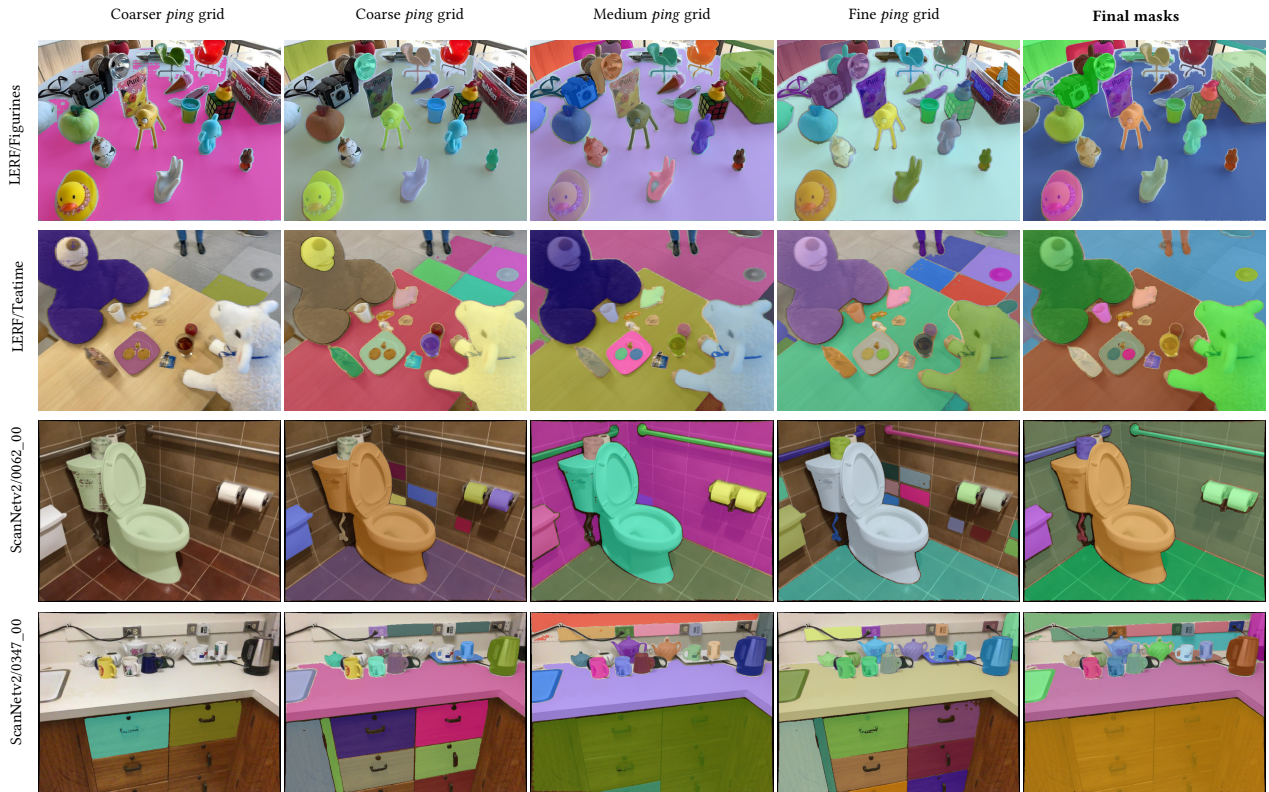 Coarser ping grid
Coarse ping grid
Medium ping grid
Fine ping grid
Final masks
LERF/Figurines
LERF/Teatime
ScanNetv2/0062_00
ScanNetv2/0347_00